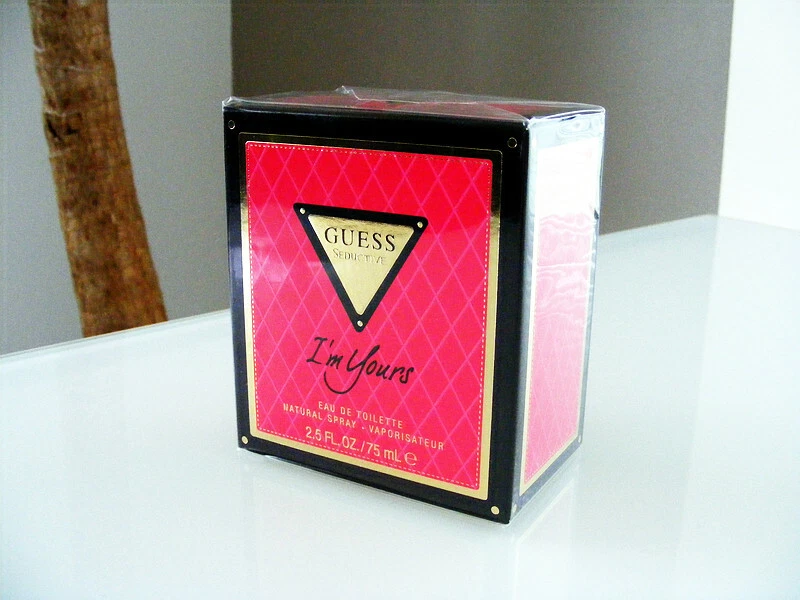 GUESS
SEDUCTIVE
I'm Yours
EAU DE TOILETTE
NATURAL SPRAY - VAPORISATEUR
2.5 FL.OZ./75 mL ℮